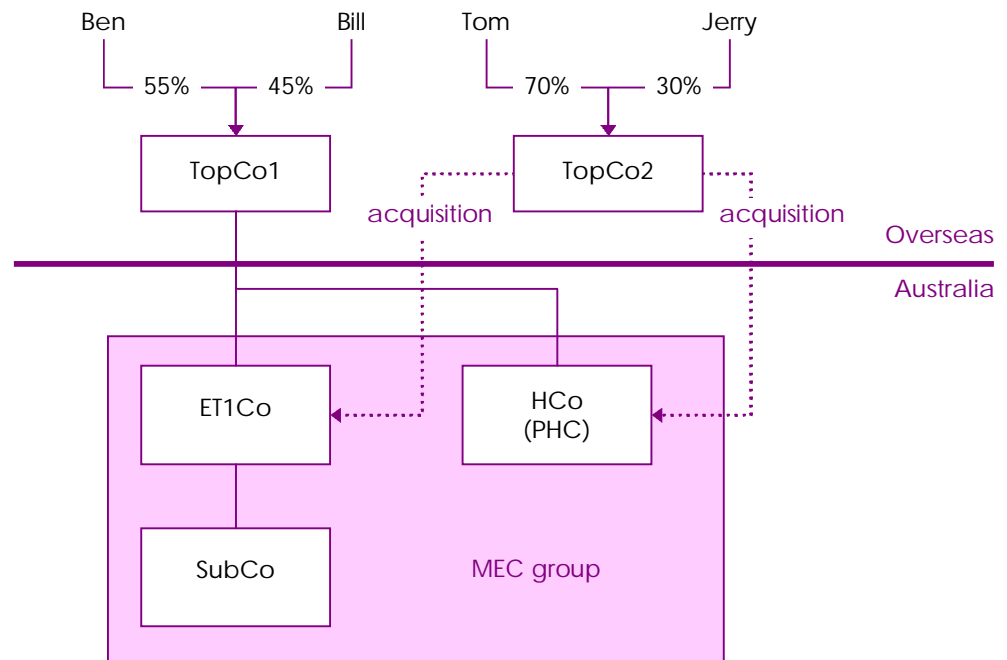 Ben
Bill
Tom
Jerry
55%
45%
70%
30%
TopCo1
TopCo2
acquisition
acquisition
Overseas
Australia
ET1Co
HCo
(PHC)
SubCo
MEC group